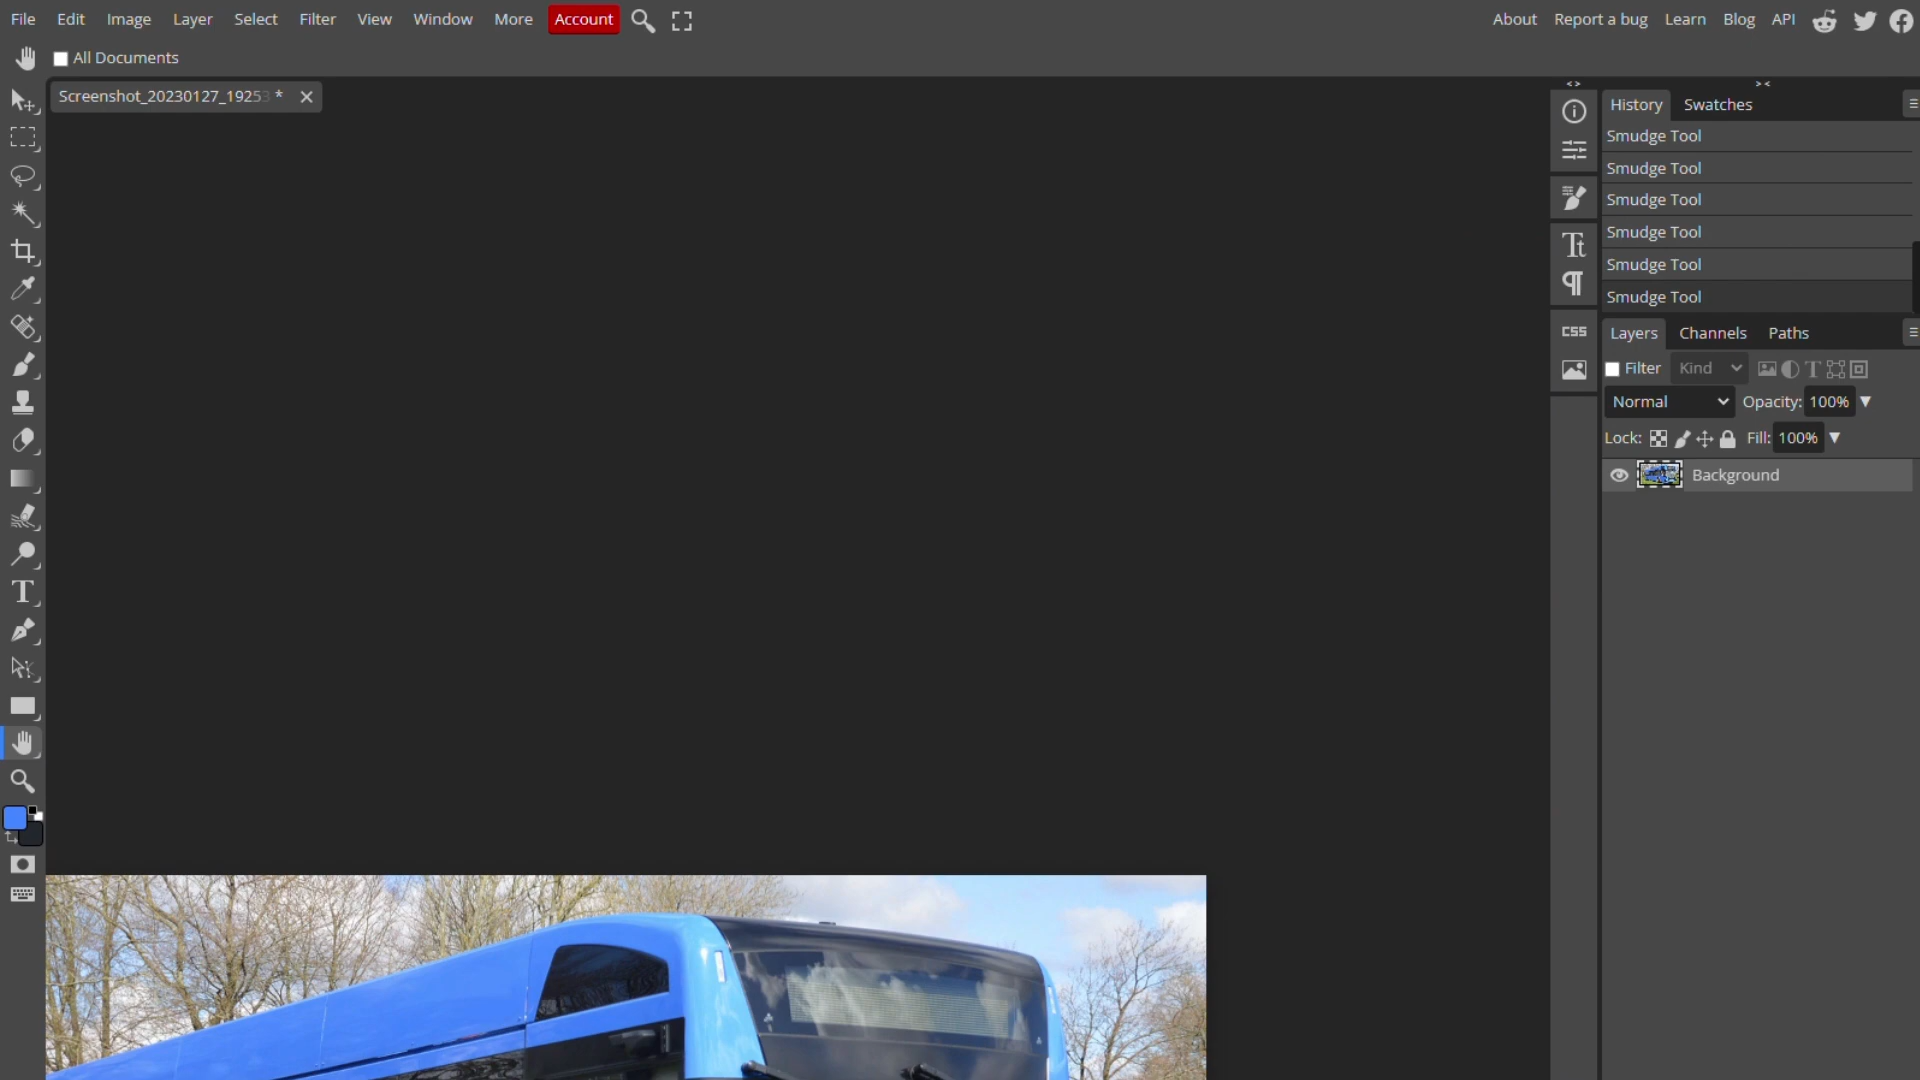 File Edit Image Layer Select Filter View Window More Account About Report a bug Learn Blog API
All Documents
Screenshot_20230127_19253 *
History Swatches
Smudge Tool
Smudge Tool
Smudge Tool
Smudge Tool
Smudge Tool
Smudge Tool
CSS
Layers Channels Paths
Filter Kind
Normal Opacity: 100%
Lock: Fill: 100%
Background